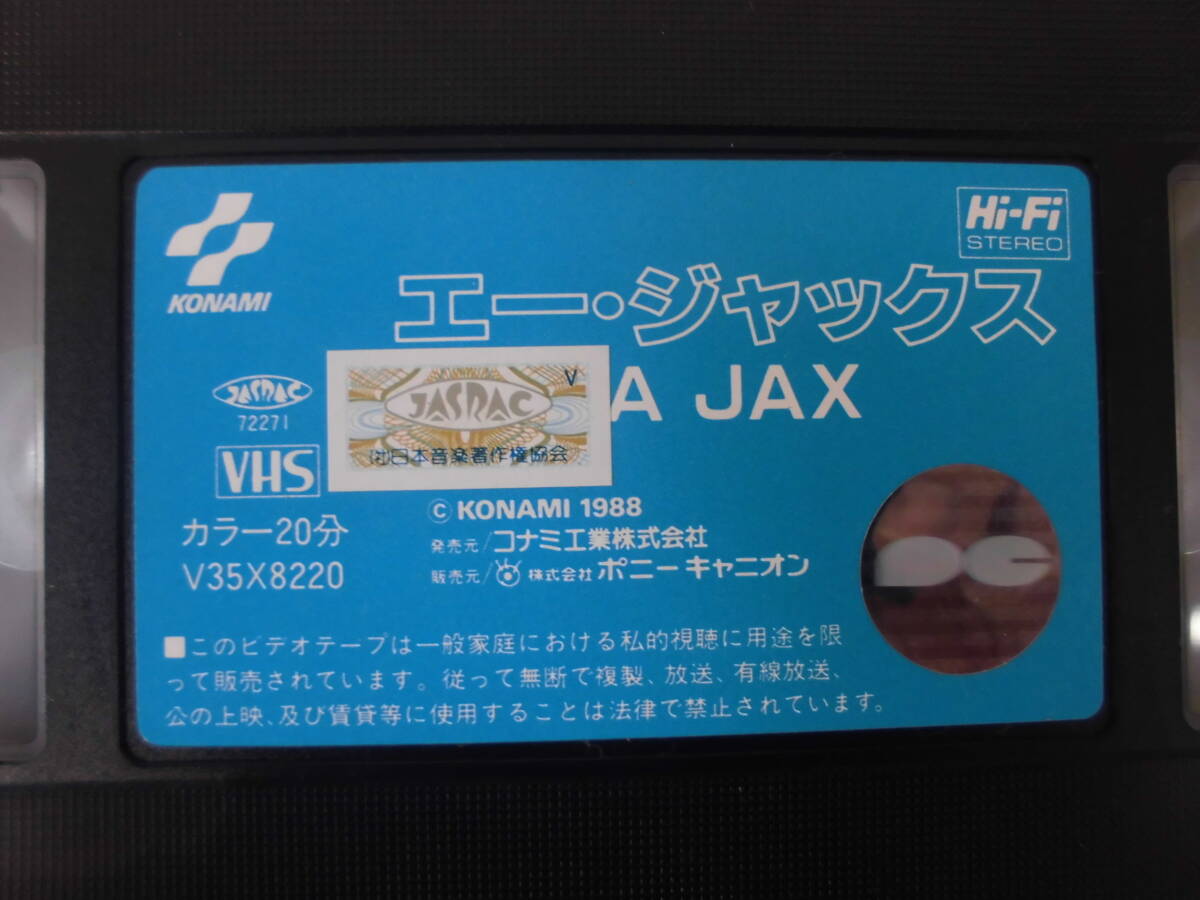 KONAMI
Hi-Fi
STEREO
エー・ジャックス
A JAX
JASRAC
72271
JASRAC
V
㈳日本音楽著作権協会
VHS
カラー20分
V35X8220
© KONAMI 1988
発売元/コナミ工業株式会社
販売元/株式会社 ポニーキャニオン
PC
■このビデオテープは一般家庭における私的視聴に用途を限
って販売されています。従って無断で複製、放送、有線放送、
公の上映、及び賃貸等に使用することは法律で禁止されています。